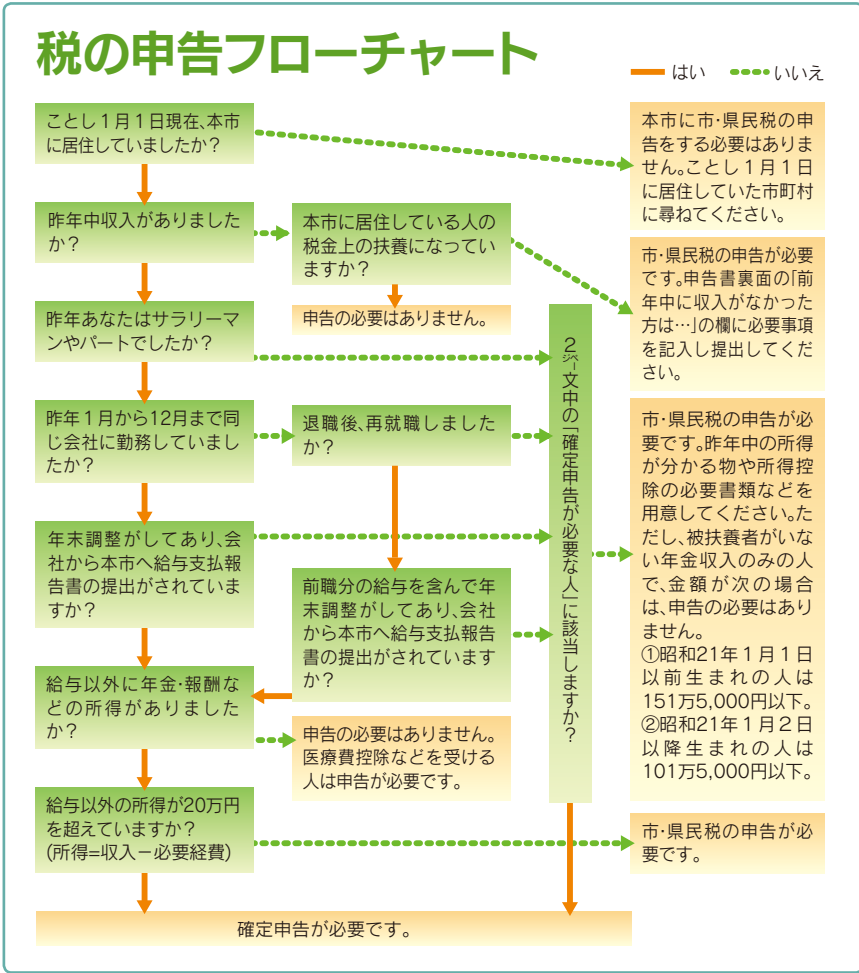 税の申告フローチャート
はい
いいえ
ことし1月1日現在、本市
に居住していましたか?
本市に市・県民税の申
告をする必要はありま
せん。ことし1月1日
に居住していた市町村
に尋ねてください。
昨年中収入がありました
か?
本市に居住している人の
税金上の扶養になってい
ますか?
申告の必要はありません。
市・県民税の申告が必要
です。申告書裏面の「前
年中に収入がなかった
方は…」の欄に必要事項
を記入し提出してくだ
さい。
昨年あなたはサラリーマ
ンやパートでしたか?
2㌻文中の「確定申告が必要な人」に該当しますか?
昨年1月から12月まで同
じ会社に勤務していまし
たか?
退職後、再就職しました
か?
市・県民税の申告が必
要です。昨年中の所得
が分かる物や所得控
除の必要書類などを
用意してください。た
だし、被扶養者がいな
い年金収入のみの人
で、金額が次の場合
は、申告の必要はあり
ません。
①昭和21年1月1日
以前生まれの人は
151万5,000円以下。
②昭和21年1月2日
以降生まれの人は
101万5,000円以下。
年末調整がしてあり、会
社から本市へ給与支払報
告書の提出がされていま
すか?
前職分の給与を含んで年
末調整がしてあり、会社
から本市へ給与支払報告
書の提出がされています
か?
給与以外に年金・報酬な
どの所得がありました
か?
申告の必要はありません。
医療費控除などを受ける
人は申告が必要です。
給与以外の所得が20万円
を超えていますか?
(所得=収入-必要経費)
市・県民税の申告が必
要です。
確定申告が必要です。